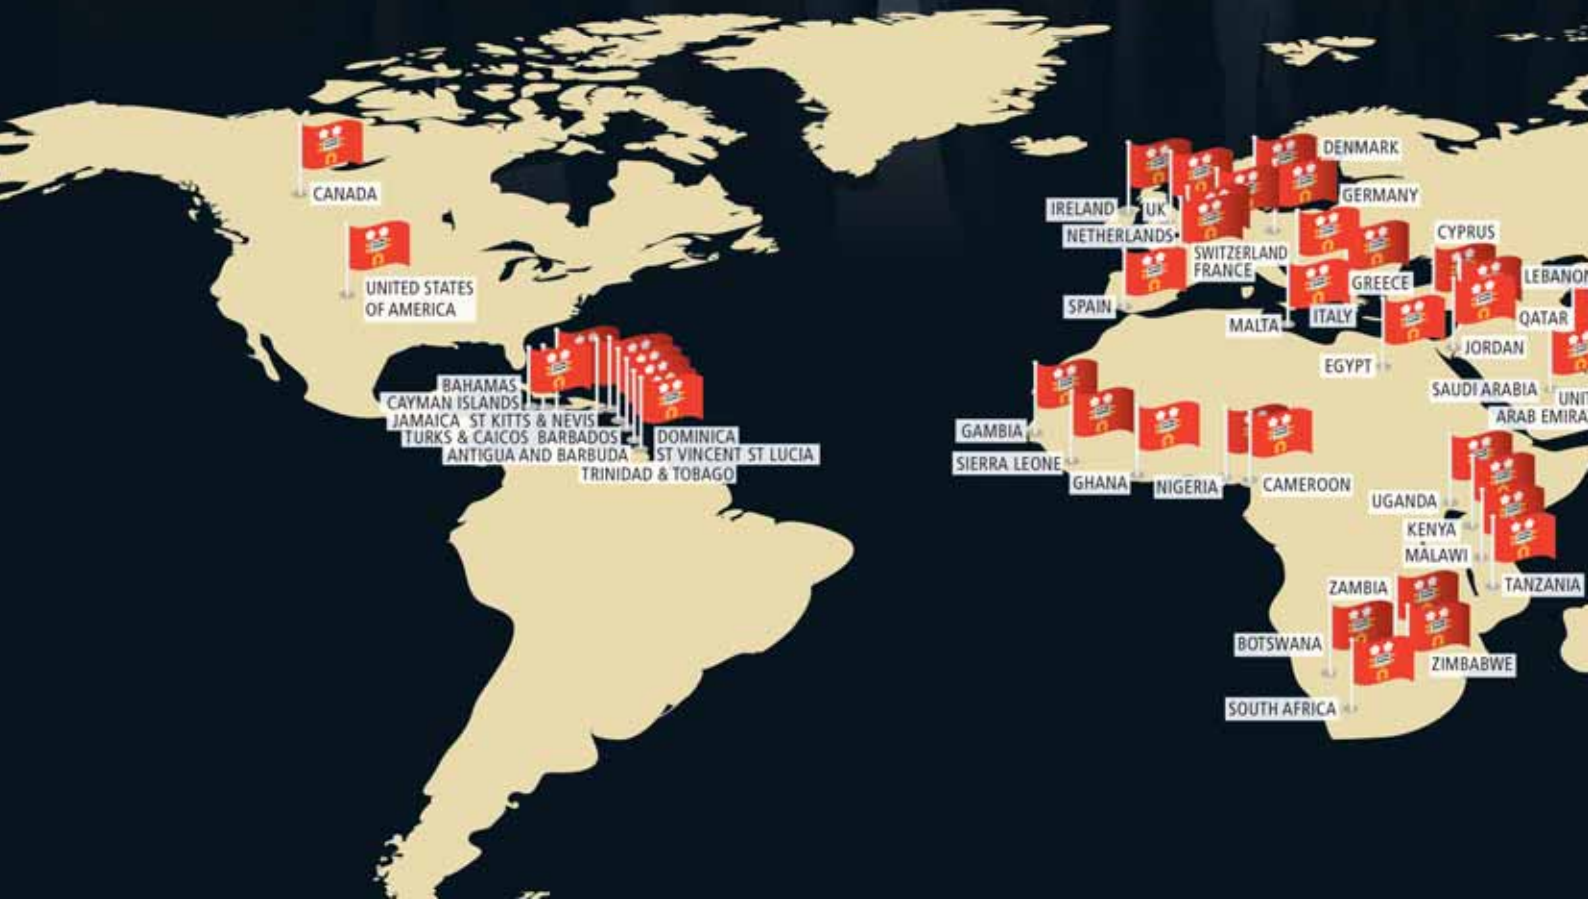 CANADA
UNITED STATES
OF AMERICA
BAHAMAS
CAYMAN ISLANDS
JAMAICA ST KITTS & NEVIS
TURKS & CAICOS BARBADOS
ANTIGUA AND BARBUDA
DOMINICA
ST VINCENT ST LUCIA
TRINIDAD & TOBAGO
DENMARK
GERMANY
IRELAND
UK
NETHERLANDS•
SWITZERLAND
FRANCE
SPAIN
CYPRUS
LEBANON
GREECE
ITALY
MALTA
QATAR
JORDAN
EGYPT
SAUDI ARABIA
UNIT
ARAB EMIRA
GAMBIA
SIERRA LEONE
GHANA
NIGERIA
CAMEROON
UGANDA
KENYA
MALAWI
TANZANIA
ZAMBIA
BOTSWANA
ZIMBABWE
SOUTH AFRICA